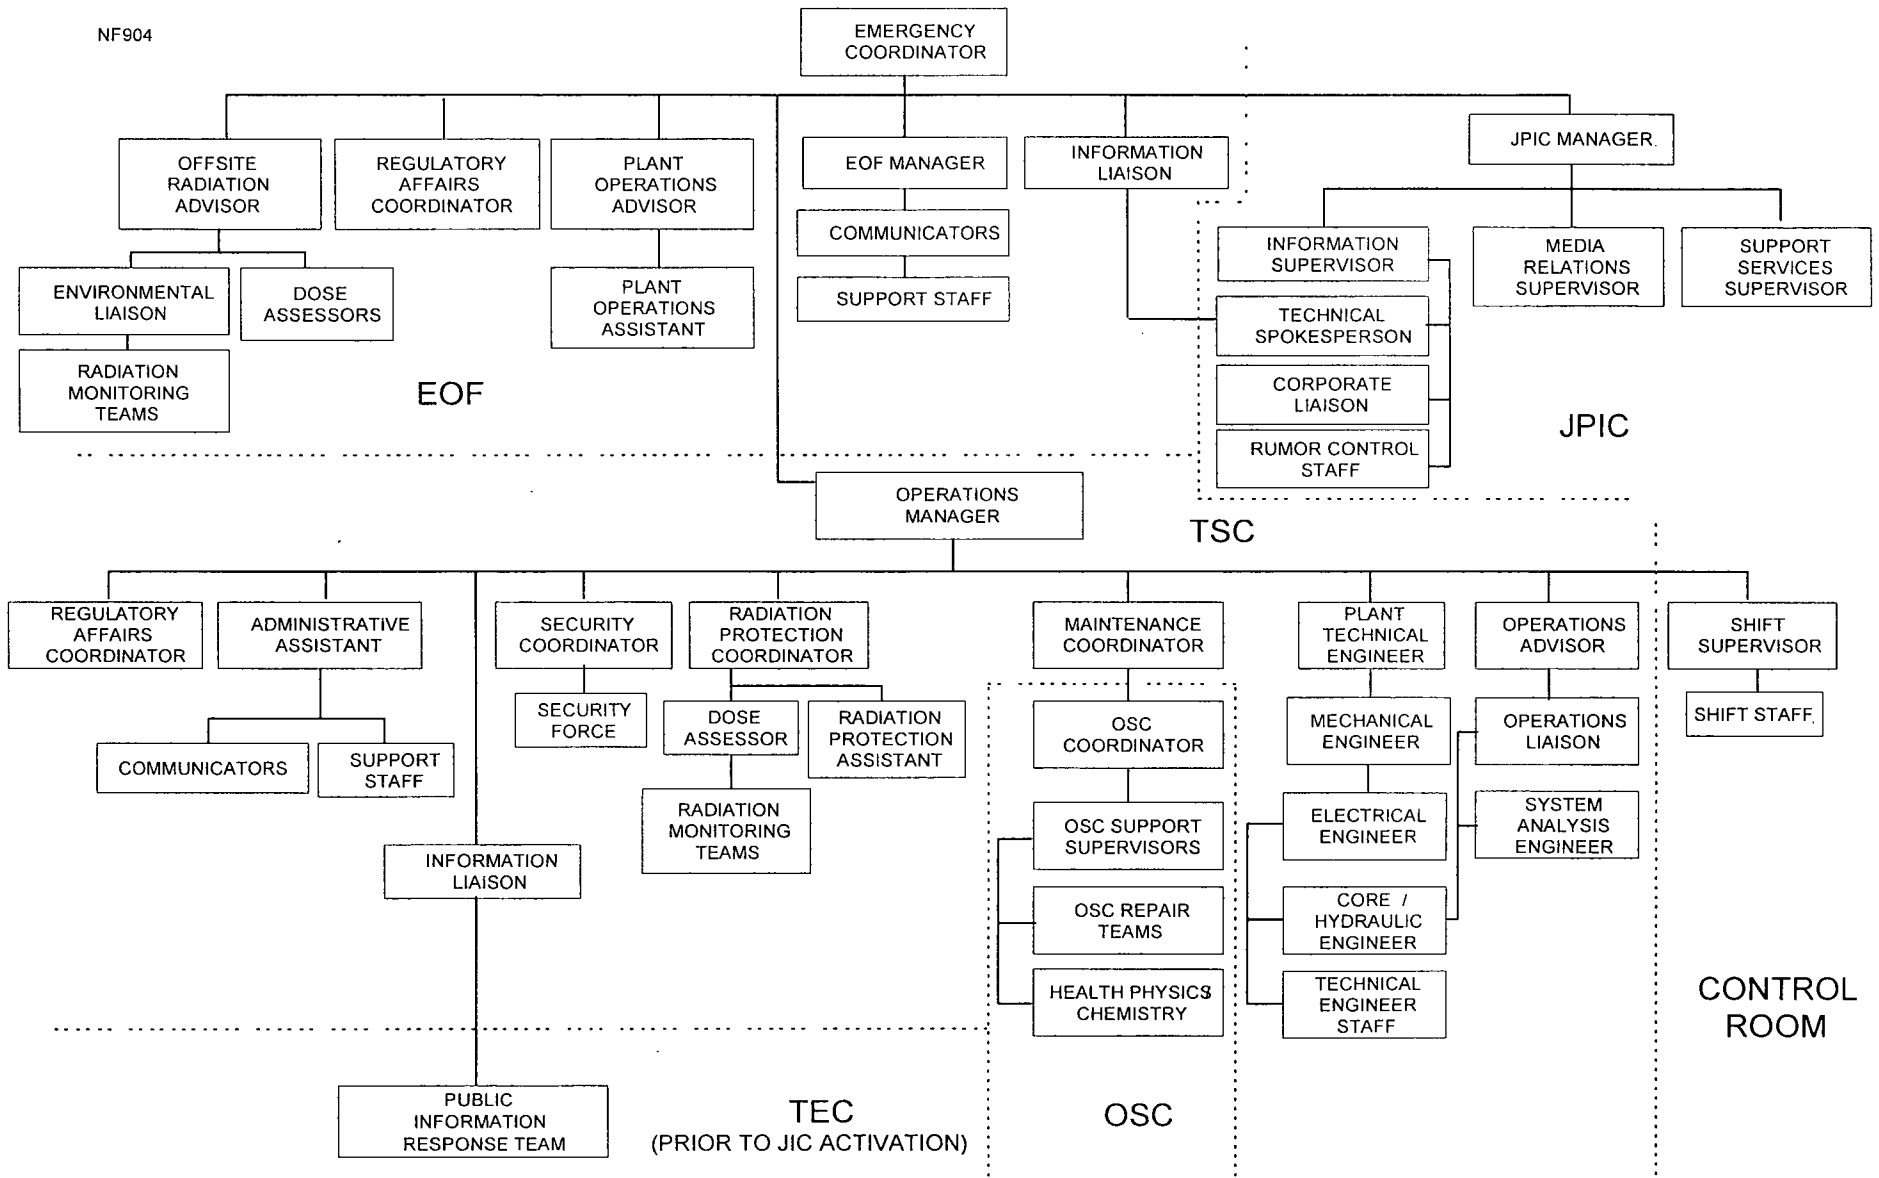 NF904
EMERGENCY
COORDINATOR
OFFSITE
RADIATION
ADVISOR
REGULATORY
AFFAIRS
COORDINATOR
PLANT
OPERATIONS
ADVISOR
EOF MANAGER
INFORMATION
LIAISON
JPIC MANAGER
COMMUNICATORS
SUPPORT STAFF
ENVIRONMENTAL
LIAISON
DOSE
ASSESSORS
PLANT
OPERATIONS
ASSISTANT
RADIATION
MONITORING
TEAMS
EOF
INFORMATION
SUPERVISOR
MEDIA
RELATIONS
SUPERVISOR
SUPPORT
SERVICES
SUPERVISOR
TECHNICAL
SPOKESPERSON
CORPORATE
LIAISON
RUMOR CONTROL
STAFF
JPIC
OPERATIONS
MANAGER
TSC
REGULATORY
AFFAIRS
COORDINATOR
ADMINISTRATIVE
ASSISTANT
SECURITY
COORDINATOR
RADIATION
PROTECTION
COORDINATOR
MAINTENANCE
COORDINATOR
PLANT
TECHNICAL
ENGINEER
OPERATIONS
ADVISOR
SHIFT
SUPERVISOR
COMMUNICATORS
SUPPORT
STAFF
SECURITY
FORCE
DOSE
ASSESSOR
RADIATION
PROTECTION
ASSISTANT
RADIATION
MONITORING
TEAMS
OSC
COORDINATOR
MECHANICAL
ENGINEER
OPERATIONS
LIAISON
SHIFT STAFF
INFORMATION
LIAISON
OSC SUPPORT
SUPERVISORS
ELECTRICAL
ENGINEER
SYSTEM
ANALYSIS
ENGINEER
OSC REPAIR
TEAMS
CORE /
HYDRAULIC
ENGINEER
HEALTH PHYSICS/
CHEMISTRY
TECHNICAL
ENGINEER
STAFF
CONTROL
ROOM
PUBLIC
INFORMATION
RESPONSE TEAM
TEC
(PRIOR TO JIC ACTIVATION)
OSC